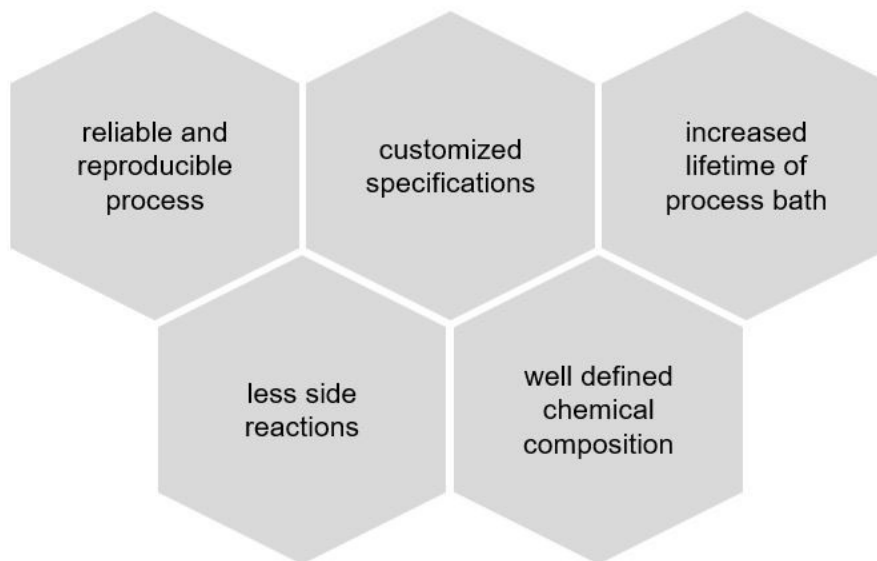 reliable and
reproducible
process
customized
specifications
increased
lifetime of
process bath
less side
reactions
well defined
chemical
composition